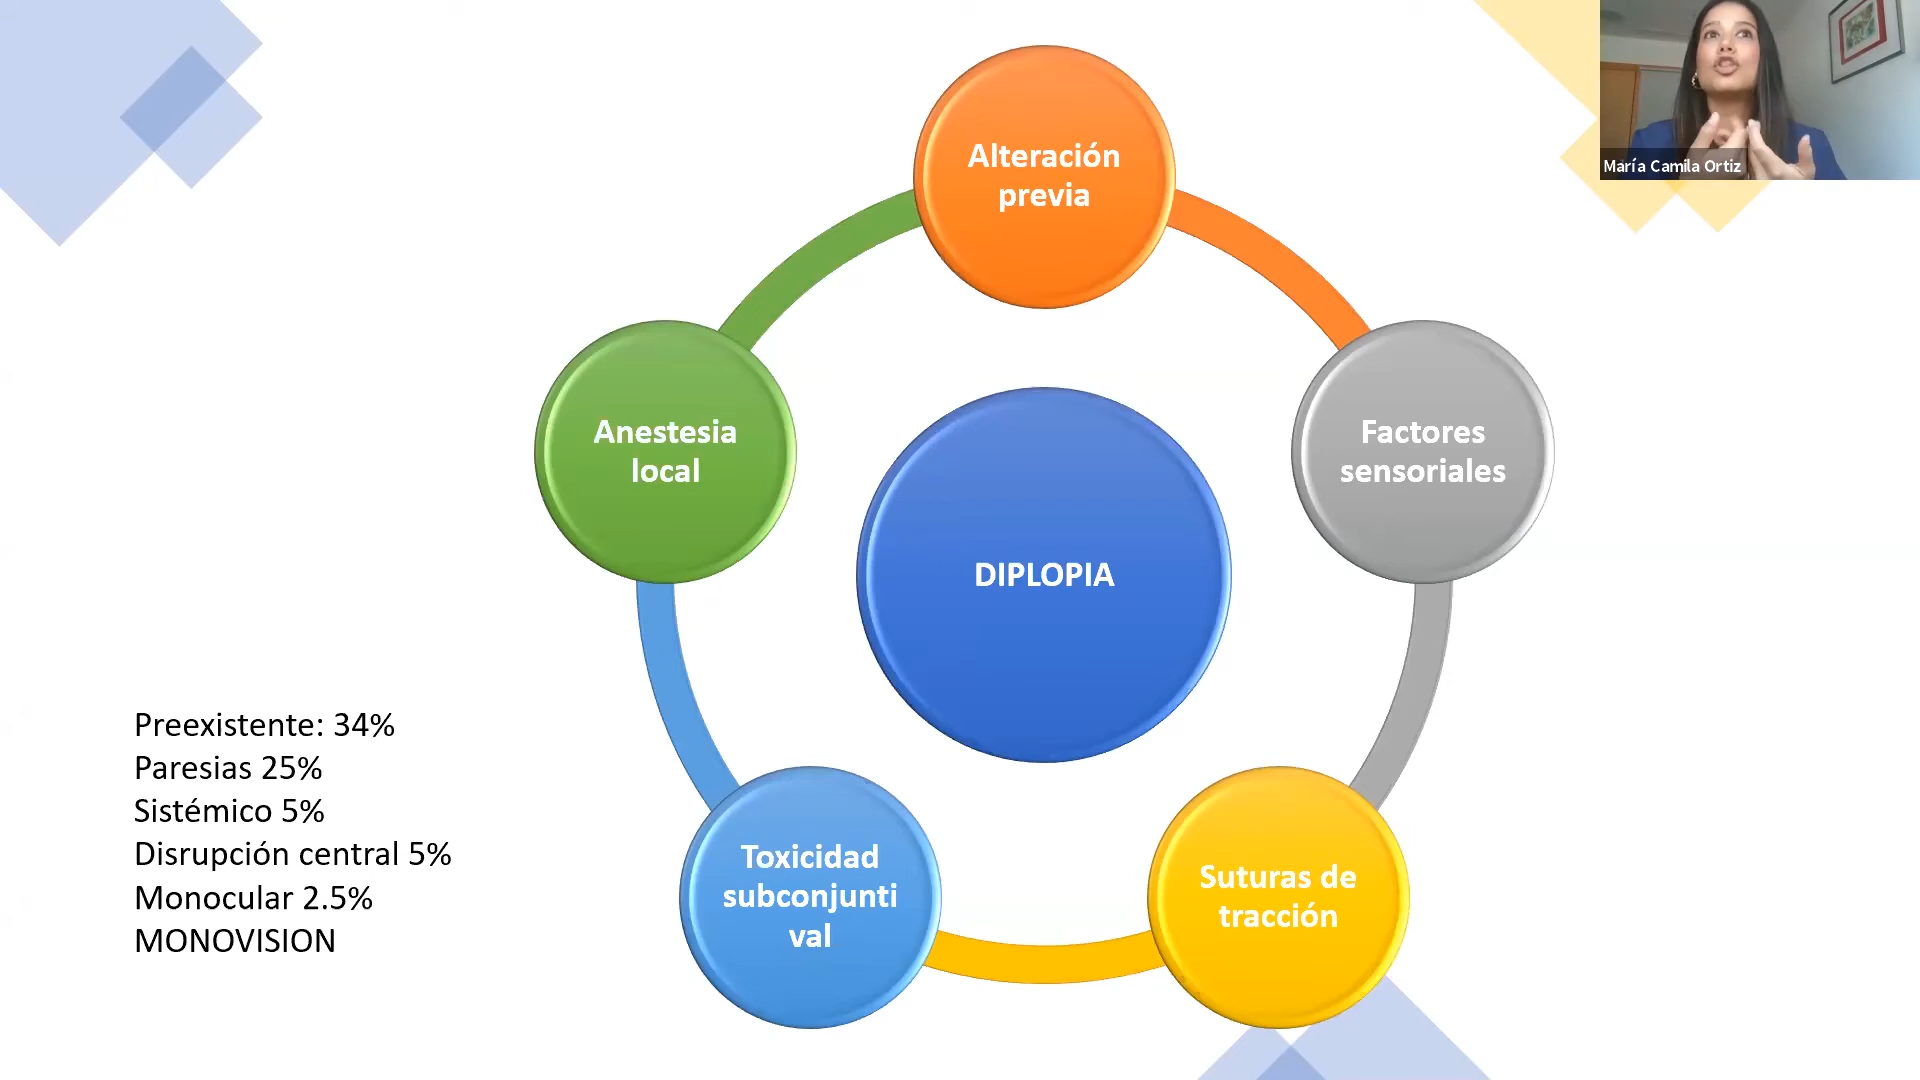 Alteración
previa
María Camila Ortiz
Anestesia
local
Factores
sensoriales
DIPLOPIA
Toxicidad
subconjunti
val
Suturas de
tracción
Preexistente: 34%
Paresias 25%
Sistémico 5%
Disrupción central 5%
Monocular 2.5%
MONOVISION